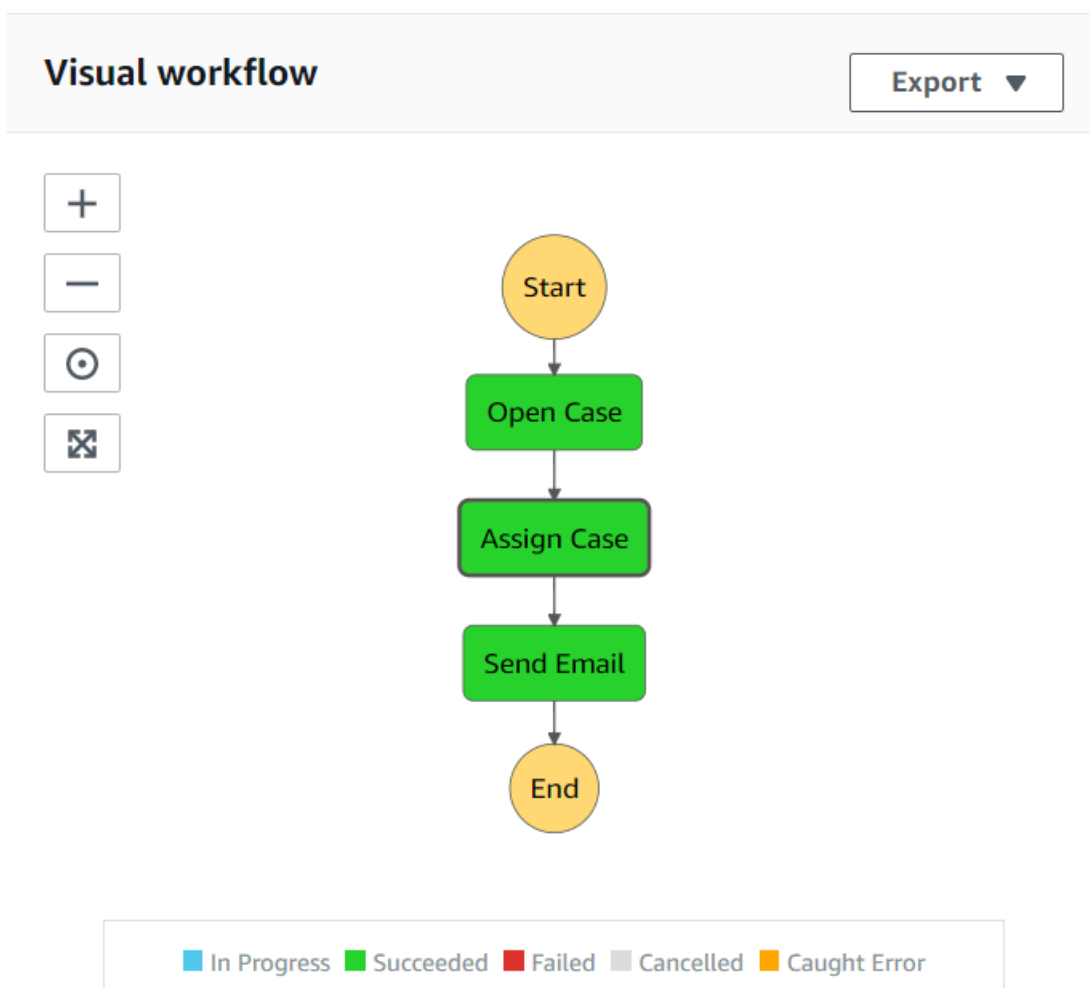 Visual workflow
Export
Start
Open Case
Assign Case
Send Email
End
In Progress Succeeded Failed Cancelled Caught Error